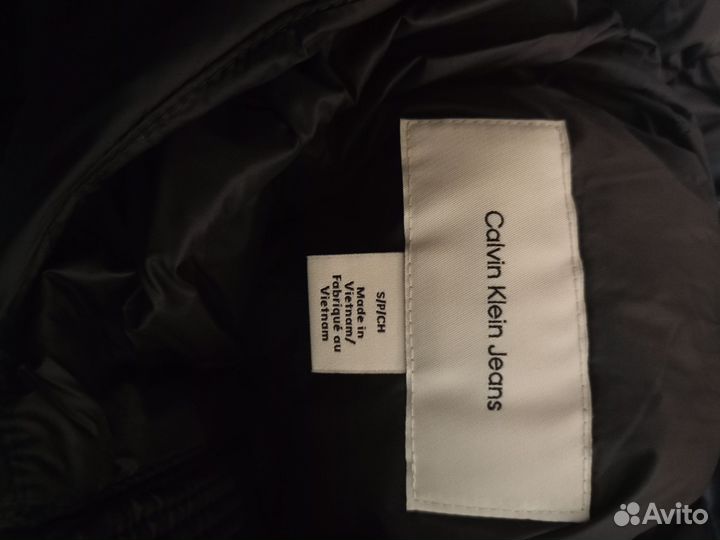 Calvin Klein Jeans
S/P/CH
Made in
Vietnam/
Fabriqué au
Vietnam
Avito